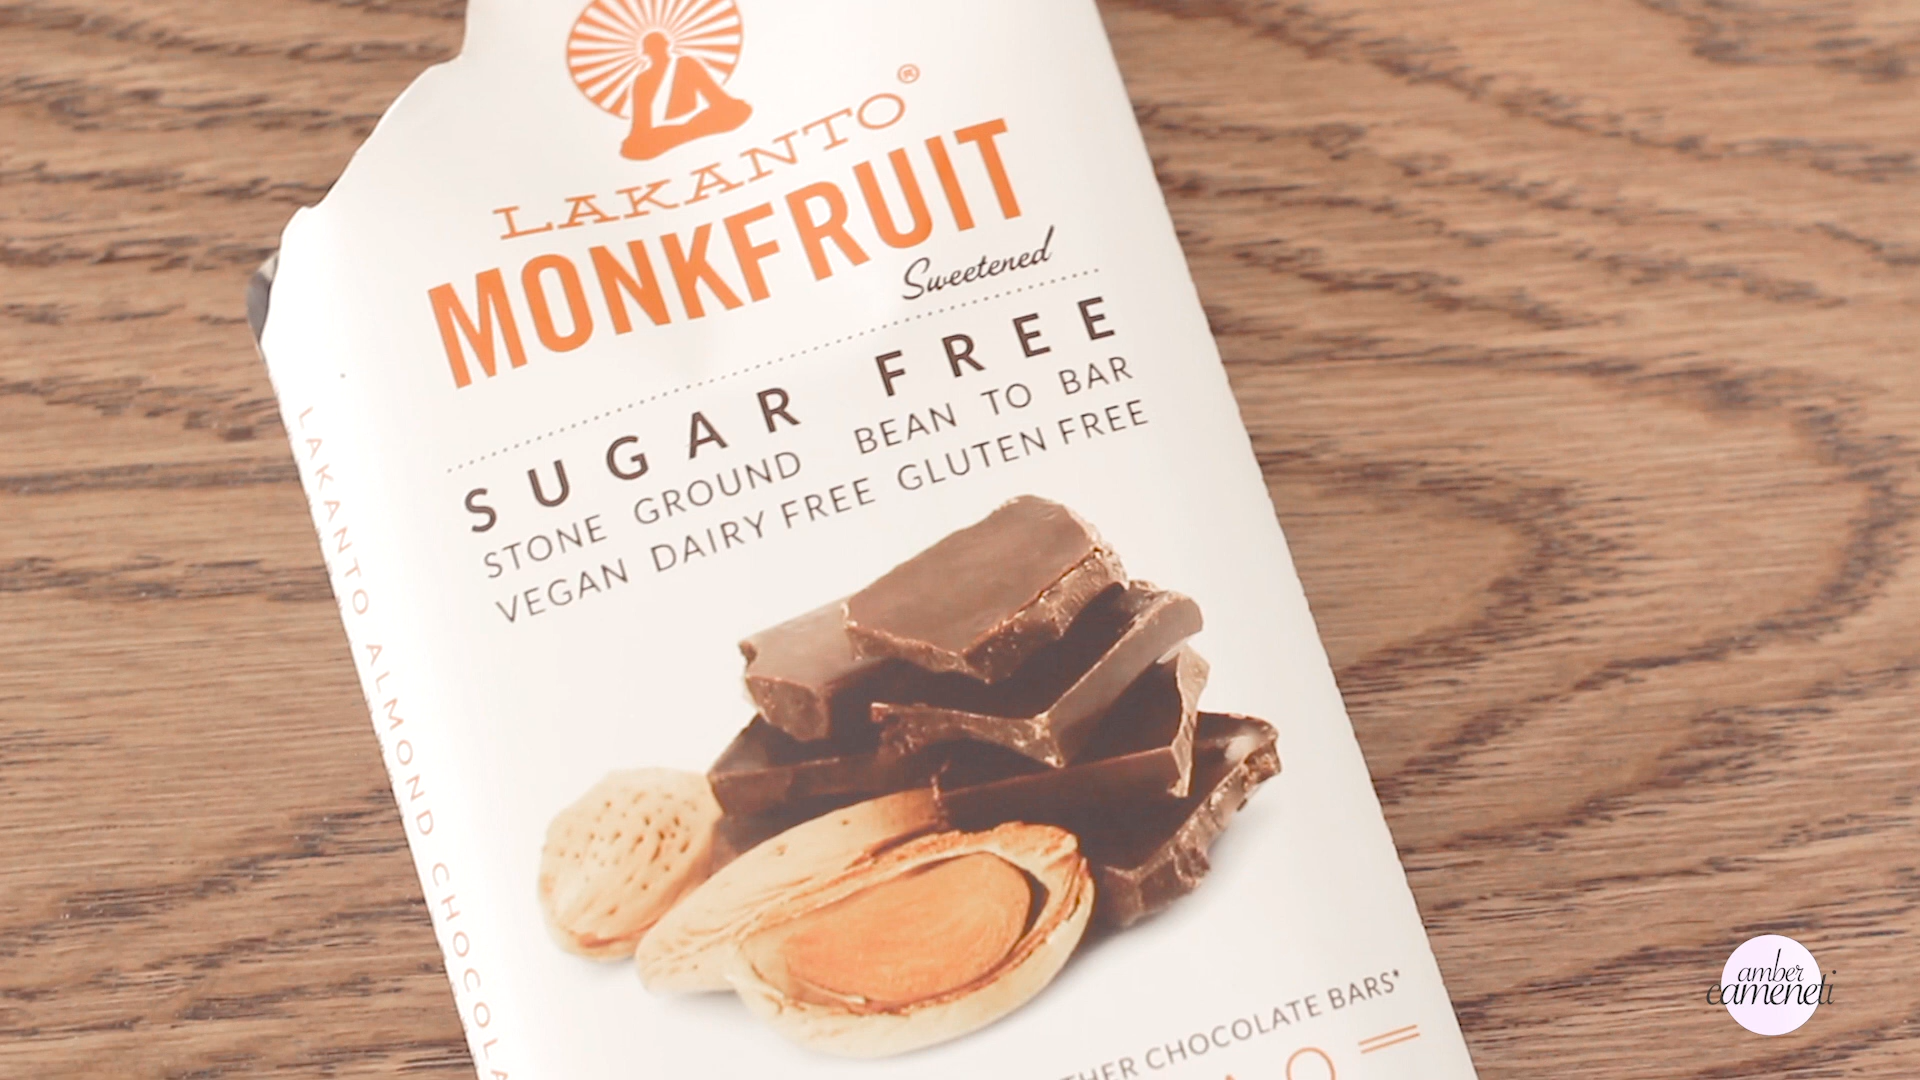 LAKANTO®
MONKFRUIT
Sweetened
SUGAR FREE
STONE GROUND BEAN TO BAR
VEGAN DAIRY FREE GLUTEN FREE
LAKANTO ALMOND
CHOCOLATE BARS*
amber
cameneti